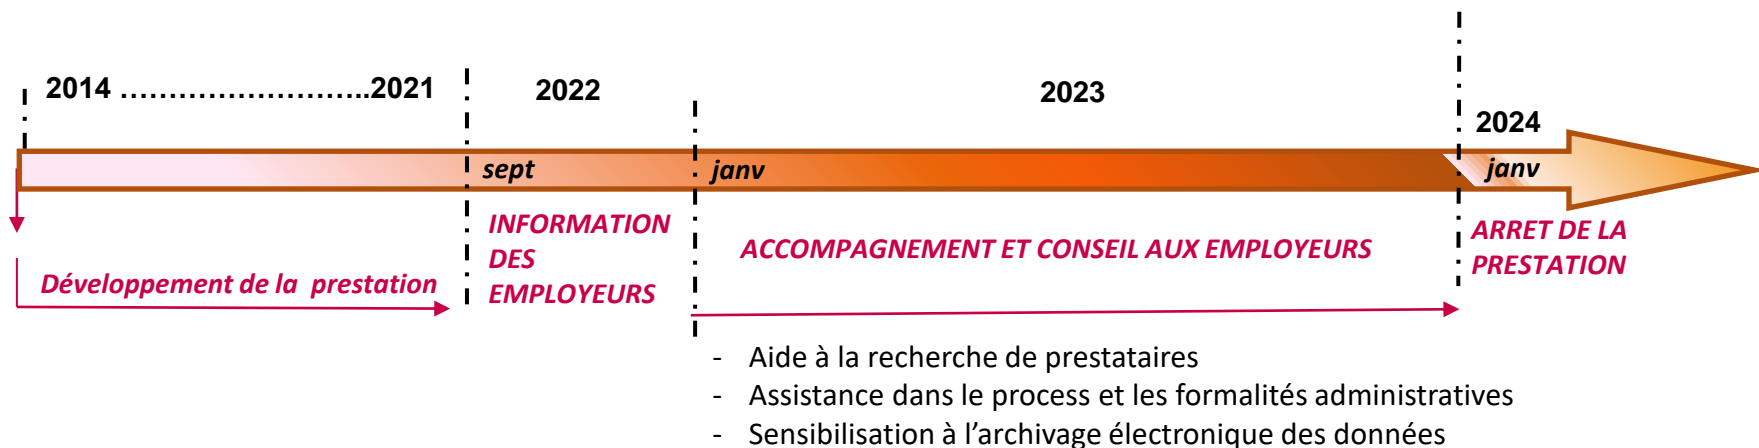 2014 ……………………..2021
2022
2023
2024
sept
janv
janv
Développement de la prestation
INFORMATION
DES
EMPLOYEURS
ACCOMPAGNEMENT ET CONSEIL AUX EMPLOYEURS
ARRET DE LA
PRESTATION
- Aide à la recherche de prestataires
- Assistance dans le process et les formalités administratives
- Sensibilisation à l’archivage électronique des données